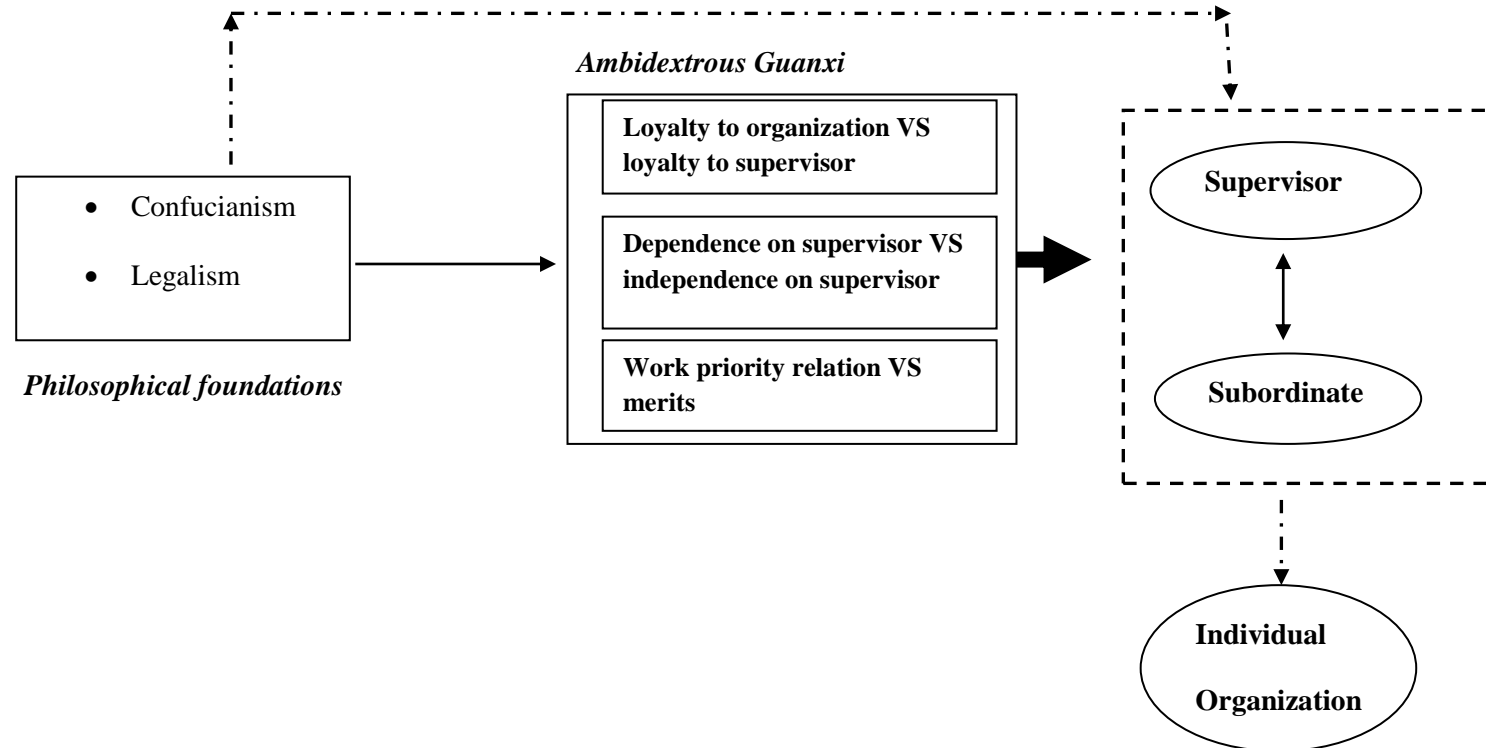 Ambidextrous Guanxi
Loyalty to organization VS
loyalty to supervisor
Supervisor
• Confucianism
• Legalism
Dependence on supervisor VS
independence on supervisor
Philosophical foundations
Work priority relation VS
merits
Subordinate
Individual
Organization